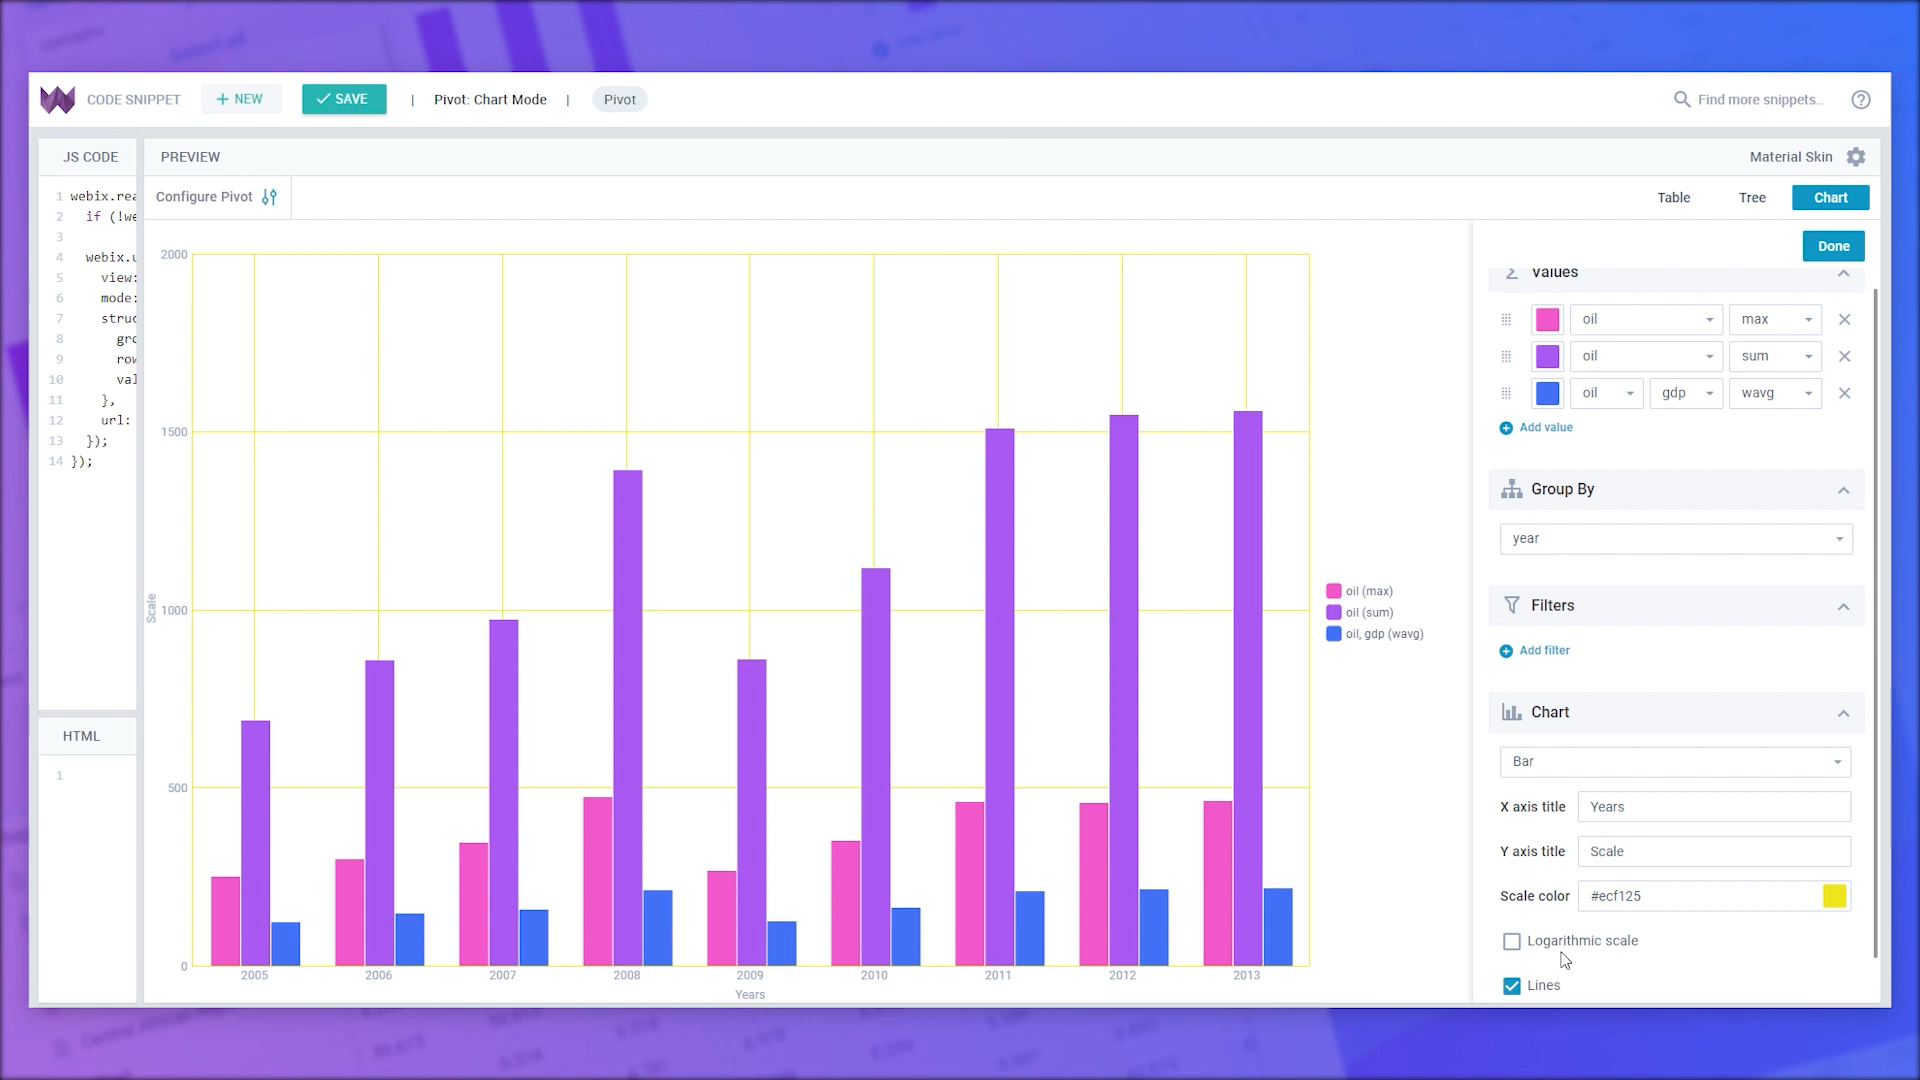 CODE SNIPPET
NEW
SAVE
| Pivot: Chart Mode |
Pivot
Find more snippets..
JS CODE
1 webix.rea
2 if (!we
3
4 webix.u
5 view:
6 mode:
7 struc
8 gro
9 row
10 val
11 },
12 url:
13 });
14 });
HTML
1
PREVIEW
Material Skin
Configure Pivot
Table
Tree
Chart
2000
1500
1000
500
0
Scale
2005 2006 2007 2008 2009 2010 2011 2012 2013
Years
oil (max)
oil (sum)
oil, gdp (wavg)
Done
Values
oil max
oil sum
oil gdp wavg
Add value
Group By
year
Filters
Add filter
Chart
Bar
X axis title Years
Y axis title Scale
Scale color #ecf125
Logarithmic scale
Lines